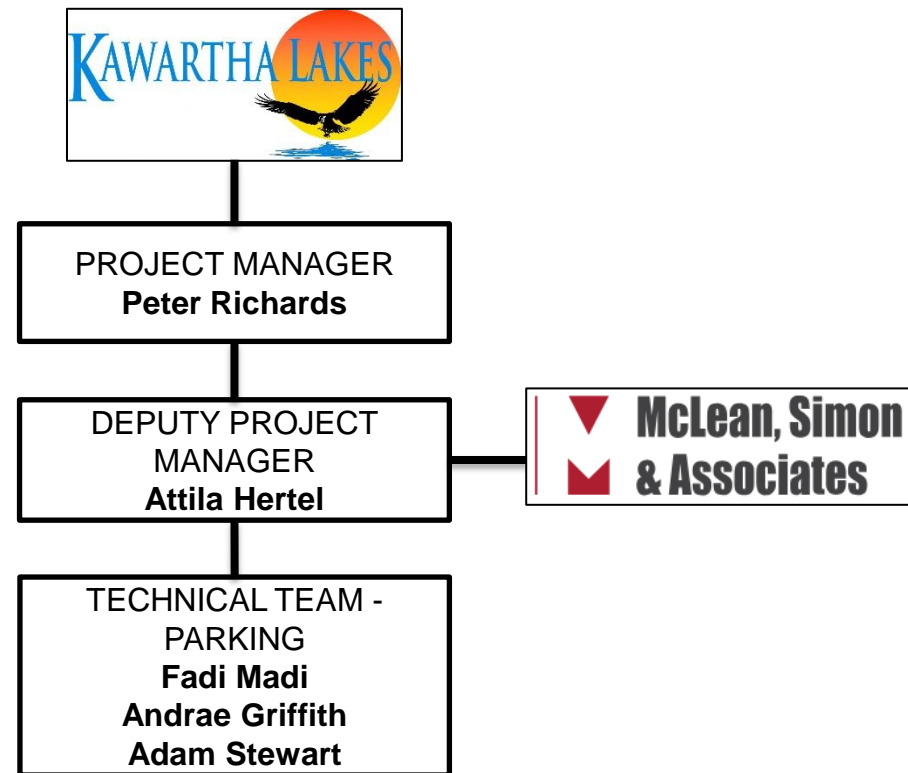 KAWARTHA LAKES
PROJECT MANAGER
Peter Richards
DEPUTY PROJECT
MANAGER
Attila Hertel
McLean, Simon
& Associates
TECHNICAL TEAM -
PARKING
Fadi Madi
Andrae Griffith
Adam Stewart